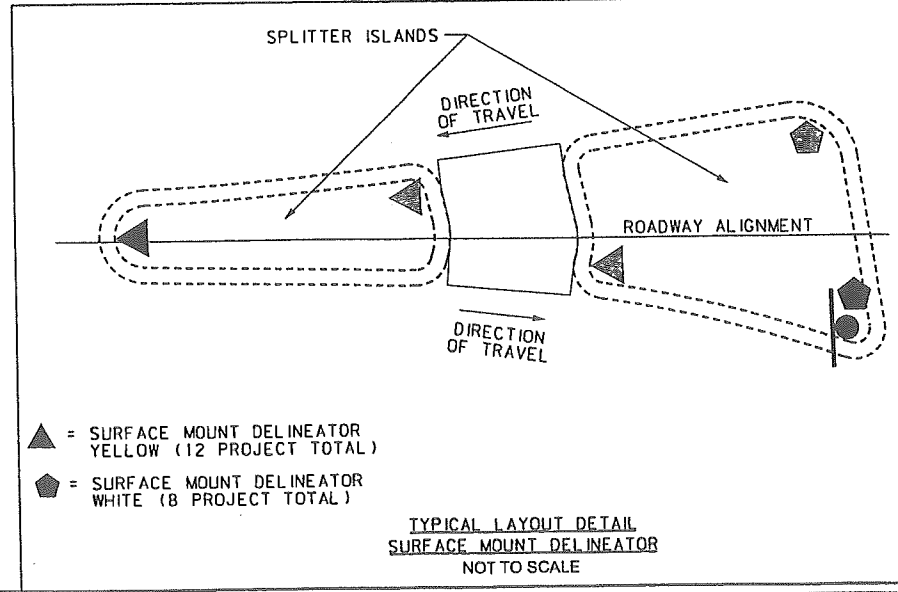 SPLITTER ISLANDS
DIRECTION
OF TRAVEL
ROADWAY ALIGNMENT
DIRECTION
OF TRAVEL
= SURFACE MOUNT DELINEATOR
YELLOW (12 PROJECT TOTAL)
= SURFACE MOUNT DELINEATOR
WHITE (8 PROJECT TOTAL)
TYPICAL LAYOUT DETAIL
SURFACE MOUNT DELINEATOR
NOT TO SCALE